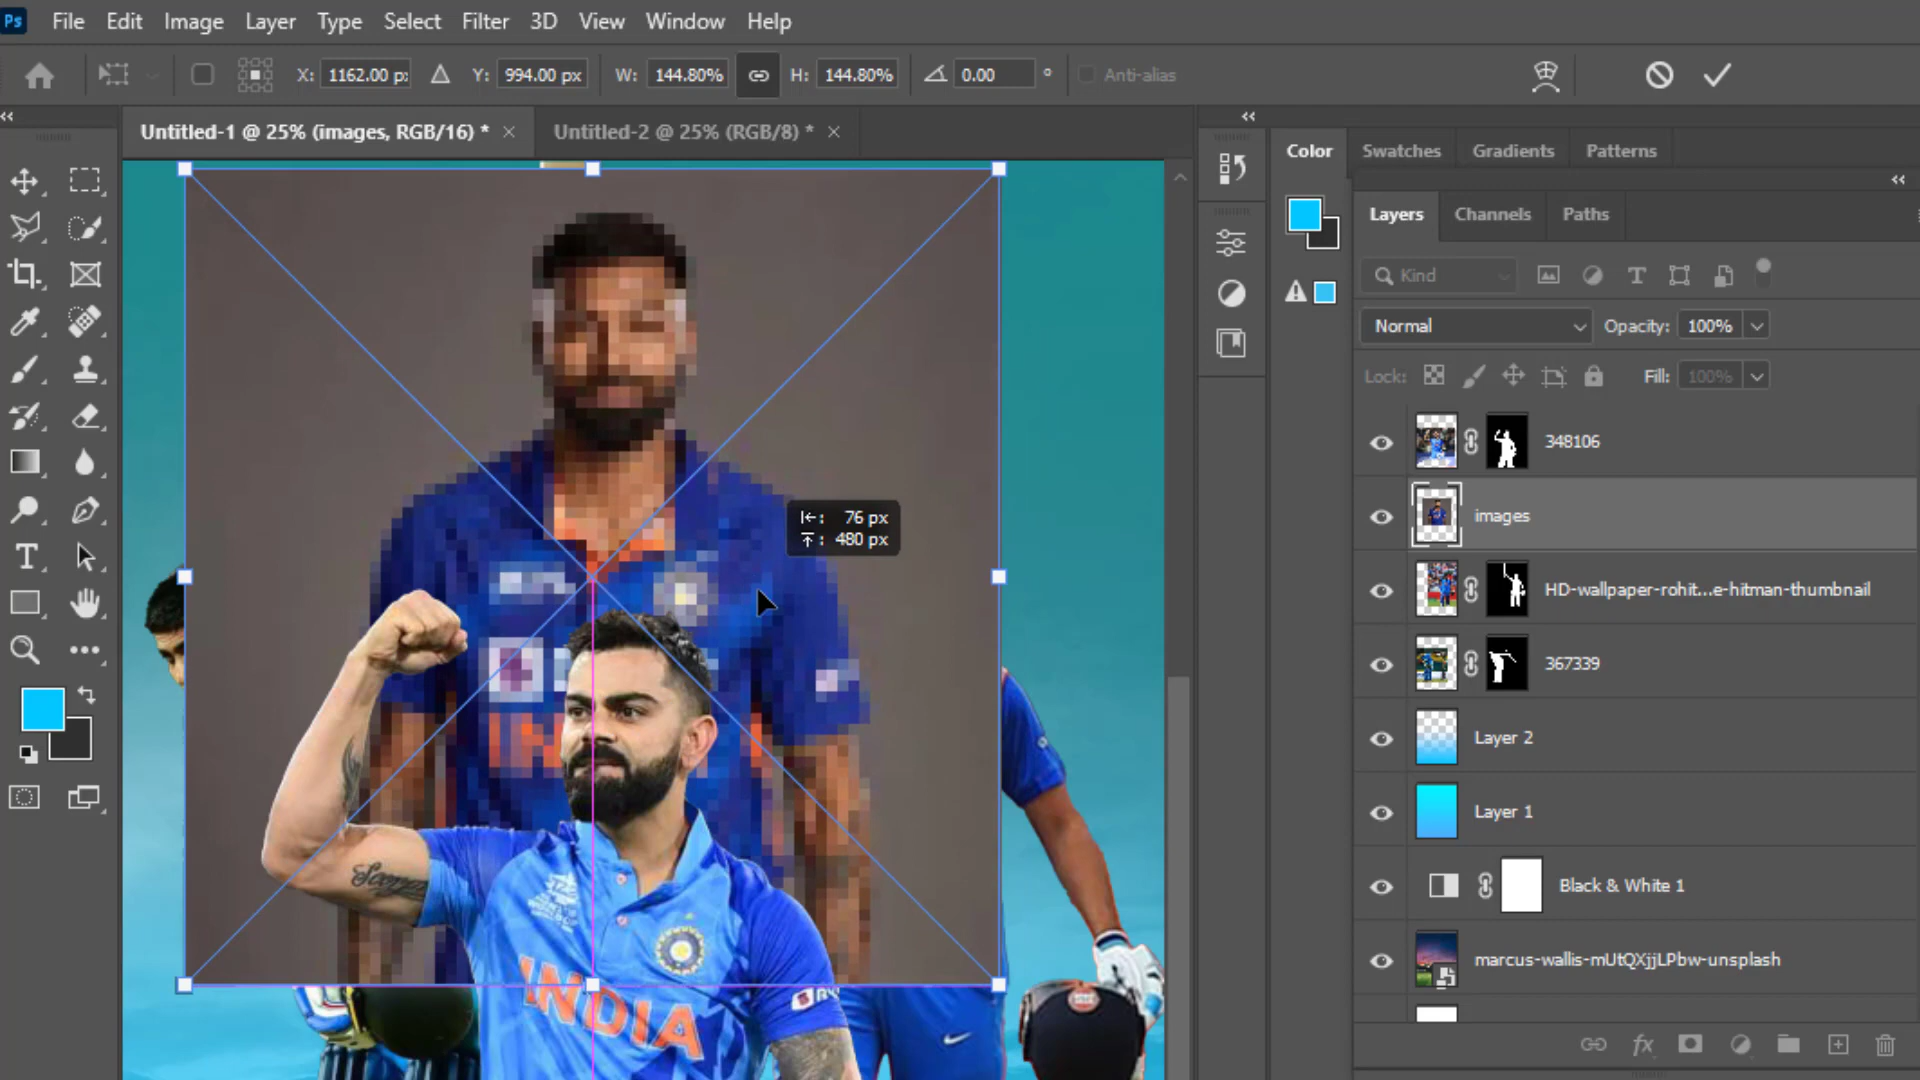 Ps File Edit Image Layer Type Select Filter 3D View Window Help
X: 1162.00 px Y: 994.00 px W: 144.80% H: 144.80% 0.00 ° Anti-alias
Untitled-1 @ 25% (images, RGB/16) * × Untitled-2 @ 25% (RGB/8) * ×
Color Swatches Gradients Patterns
Layers Channels Paths
Kind
Normal Opacity: 100%
Lock: Fill: 100%
348106
images
HD-wallpaper-rohit...e-hitman-thumbnail
367339
Layer 2
Layer 1
Black & White 1
marcus-wallis-mUtQXjjLPbw-unsplash
76 px
480 px
INDIA